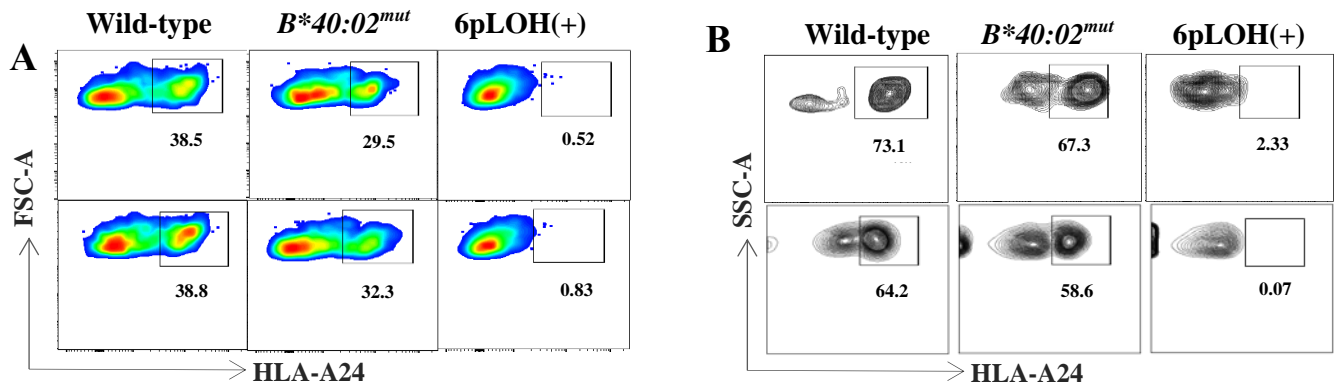 A
Wild-type B*40:02mut 6pLOH(+)
38.5 29.5 0.52
38.8 32.3 0.83
FSC-A
HLA-A24
B
Wild-type B*40:02mut 6pLOH(+)
73.1 67.3 2.33
64.2 58.6 0.07
SSC-A
HLA-A24